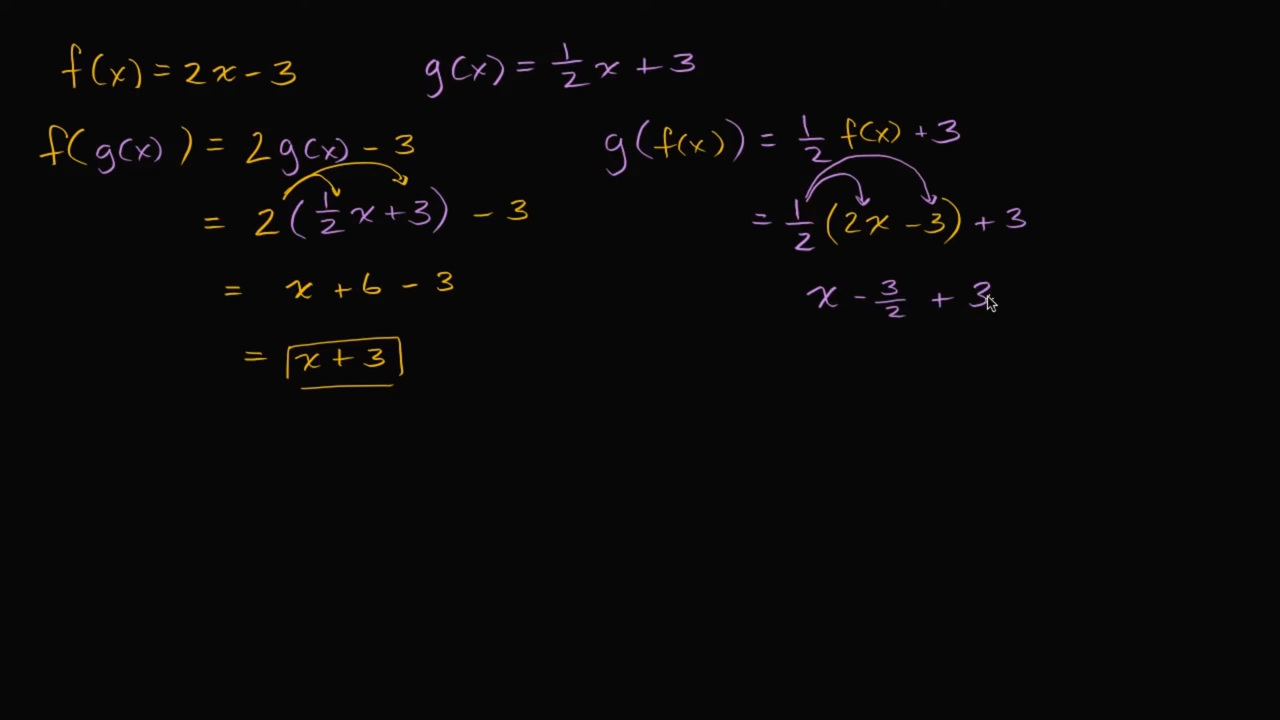 f(x) = 2x - 3
g(x) = 1/2 x + 3
f(g(x)) = 2g(x) - 3
= 2(1/2 x + 3) - 3
= x + 6 - 3
= x + 3
g(f(x)) = 1/2 f(x) + 3
= 1/2 (2x - 3) + 3
x - 3/2 + 3